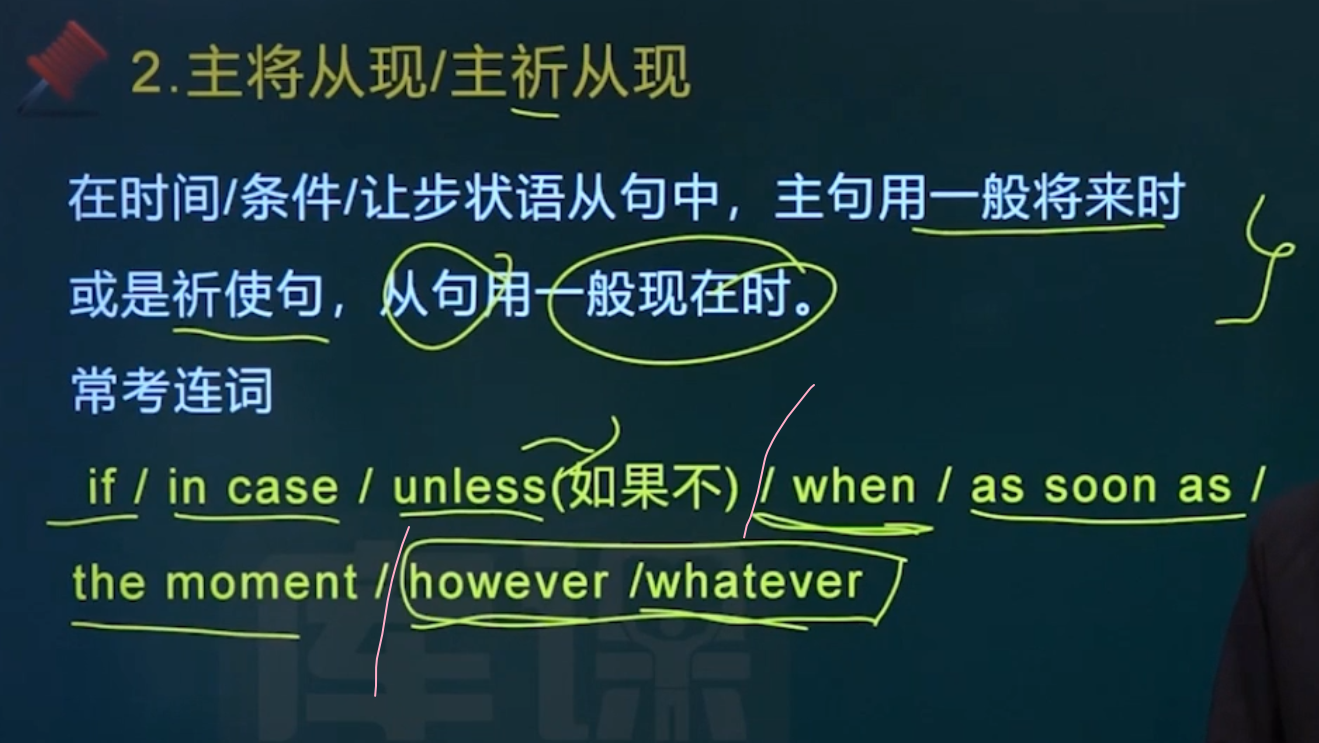 2.主将从现/主祈从现
在时间/条件/让步状语从句中，主句用一般将来时
或是祈使句，从句用一般现在时。
常考连词
if / in case / unless(如果不) / when / as soon as /
the moment / however /whatever
库课